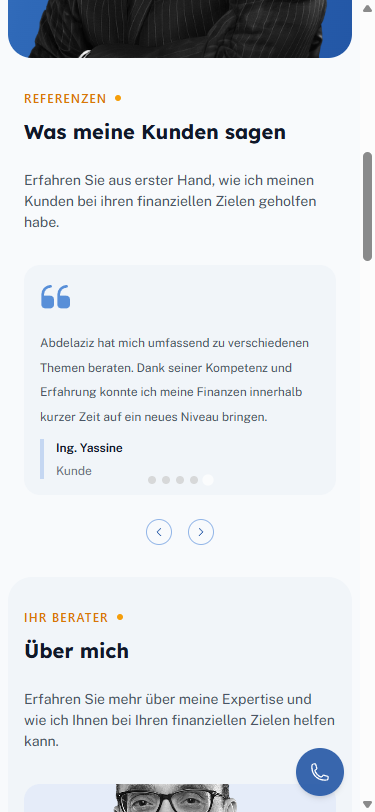 REFERENZEN
Was meine Kunden sagen
Erfahren Sie aus erster Hand, wie ich meinen
Kunden bei ihren finanziellen Zielen geholfen
habe.
Abdelaziz hat mich umfassend zu verschiedenen
Themen beraten. Dank seiner Kompetenz und
Erfahrung konnte ich meine Finanzen innerhalb
kurzer Zeit auf ein neues Niveau bringen.
Ing. Yassine
Kunde
IHR BERATER
Über mich
Erfahren Sie mehr über meine Expertise und
wie ich Ihnen bei Ihren finanziellen Zielen helfen
kann.